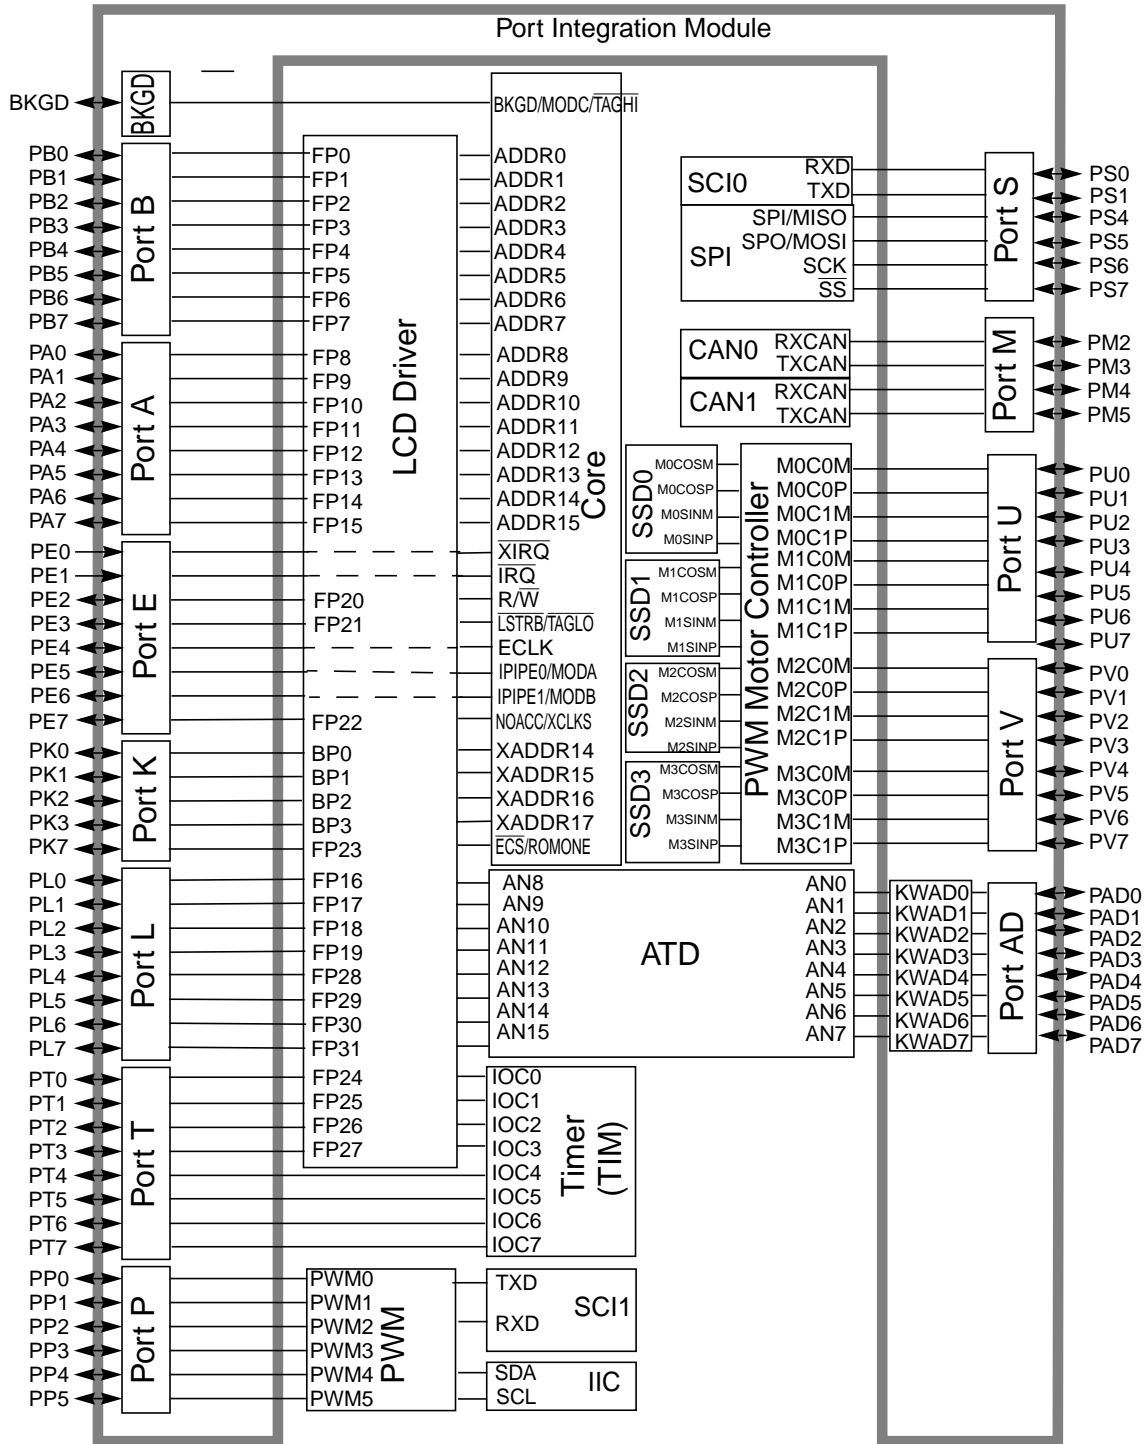 Port Integration Module
BKGD
BKGD
BKGD/MODC/TAGHI
PB0
PB1
PB2
PB3
PB4
PB5
PB6
PB7
Port B
FP0
FP1
FP2
FP3
FP4
FP5
FP6
FP7
ADDR0
ADDR1
ADDR2
ADDR3
ADDR4
ADDR5
ADDR6
ADDR7
PA0
PA1
PA2
PA3
PA4
PA5
PA6
PA7
Port A
FP8
FP9
FP10
FP11
FP12
FP13
FP14
FP15
LCD Driver
ADDR8
ADDR9
ADDR10
ADDR11
ADDR12
ADDR13
ADDR14
ADDR15
Core
PE0
PE1
PE2
PE3
PE4
PE5
PE6
PE7
Port E
FP20
FP21
FP22
XIRQ
IRQ
R/W
LSTRB/TAGLO
ECLK
IPIPE0/MODA
IPIPE1/MODB
NOACC/XCLKS
PK0
PK1
PK2
PK3
PK7
Port K
BP0
BP1
BP2
BP3
FP23
XADDR14
XADDR15
XADDR16
XADDR17
ECS/ROMONE
PL0
PL1
PL2
PL3
PL4
PL5
PL6
PL7
Port L
FP16
FP17
FP18
FP19
FP28
FP29
FP30
FP31
AN8
AN9
AN10
AN11
AN12
AN13
AN14
AN15
ATD
AN0
AN1
AN2
AN3
AN4
AN5
AN6
AN7
KWAD0
KWAD1
KWAD2
KWAD3
KWAD4
KWAD5
KWAD6
KWAD7
Port AD
PAD0
PAD1
PAD2
PAD3
PAD4
PAD5
PAD6
PAD7
PT0
PT1
PT2
PT3
PT4
PT5
PT6
PT7
Port T
FP24
FP25
FP26
FP27
IOC0
IOC1
IOC2
IOC3
IOC4
IOC5
IOC6
IOC7
Timer
(TIM)
PP0
PP1
PP2
PP3
PP4
PP5
Port P
PWM0
PWM1
PWM2
PWM3
PWM4
PWM5
PWM
TXD
RXD
SCI1
SDA
SCL
IIC
SCI0
RXD
TXD
SPI
SPI/MISO
SPO/MOSI
SCK
SS
Port S
PS0
PS1
PS4
PS5
PS6
PS7
CAN0
RXCAN
TXCAN
CAN1
RXCAN
TXCAN
Port M
PM2
PM3
PM4
PM5
SSD0
M0COSM
M0COSP
M0SINM
M0SINP
SSD1
M1COSM
M1COSP
M1SINM
M1SINP
SSD2
M2COSM
M2COSP
M2SINM
M2SINP
SSD3
M3COSM
M3COSP
M3SINM
M3SINP
PWM Motor Controller
M0C0M
M0C0P
M0C1M
M0C1P
M1C0M
M1C0P
M1C1M
M1C1P
M2C0M
M2C0P
M2C1M
M2C1P
M3C0M
M3C0P
M3C1M
M3C1P
Port U
PU0
PU1
PU2
PU3
PU4
PU5
PU6
PU7
Port V
PV0
PV1
PV2
PV3
PV4
PV5
PV6
PV7